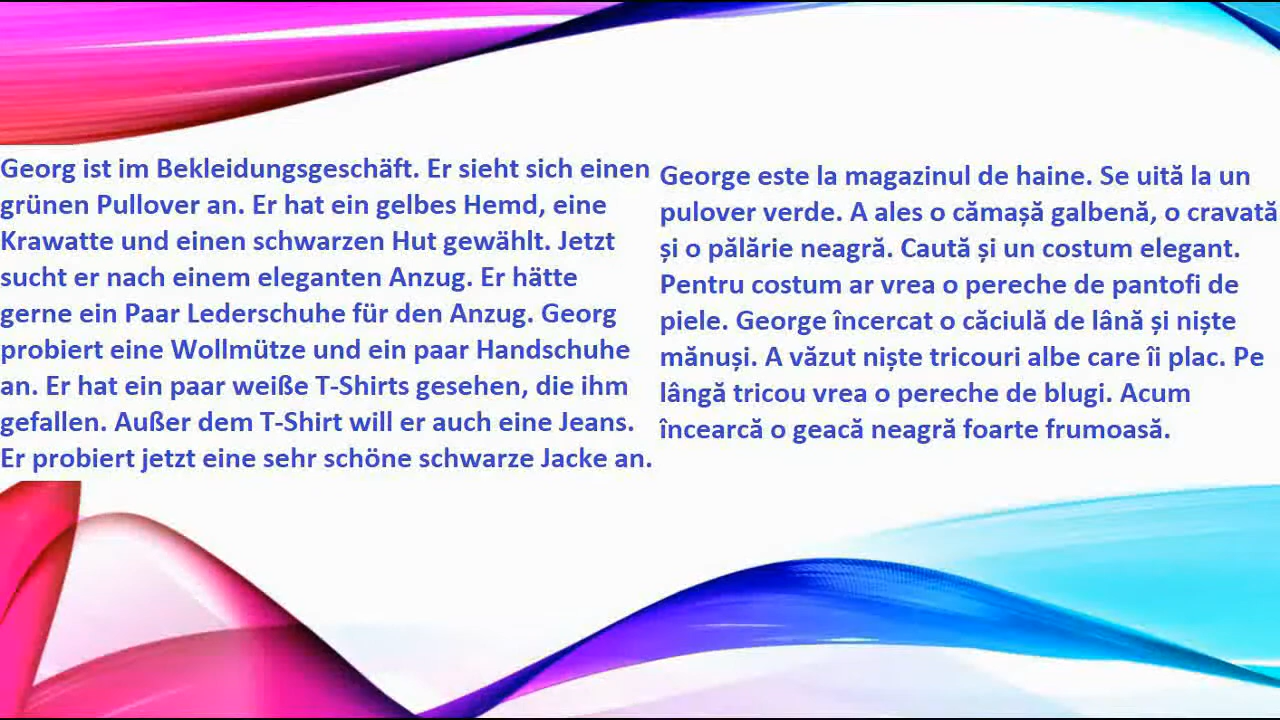 Georg ist im Bekleidungsgeschäft. Er sieht sich einen
grünen Pullover an. Er hat ein gelbes Hemd, eine
Krawatte und einen schwarzen Hut gewählt. Jetzt
sucht er nach einem eleganten Anzug. Er hätte
gerne ein Paar Lederschuhe für den Anzug. Georg
probiert eine Wollmütze und ein paar Handschuhe
an. Er hat ein paar weiße T-Shirts gesehen, die ihm
gefallen. Außer dem T-Shirt will er auch eine Jeans.
Er probiert jetzt eine sehr schöne schwarze Jacke an.
George este la magazinul de haine. Se uită la un
pulover verde. A ales o cămașă galbenă, o cravată
și o pălărie neagră. Caută și un costum elegant.
Pentru costum ar vrea o pereche de pantofi de
piele. George încercat o căciulă de lână și niște
mănuși. A văzut niște tricouri albe care îi plac. Pe
lângă tricou vrea o pereche de blugi. Acum
încearcă o geacă neagră foarte frumoasă.